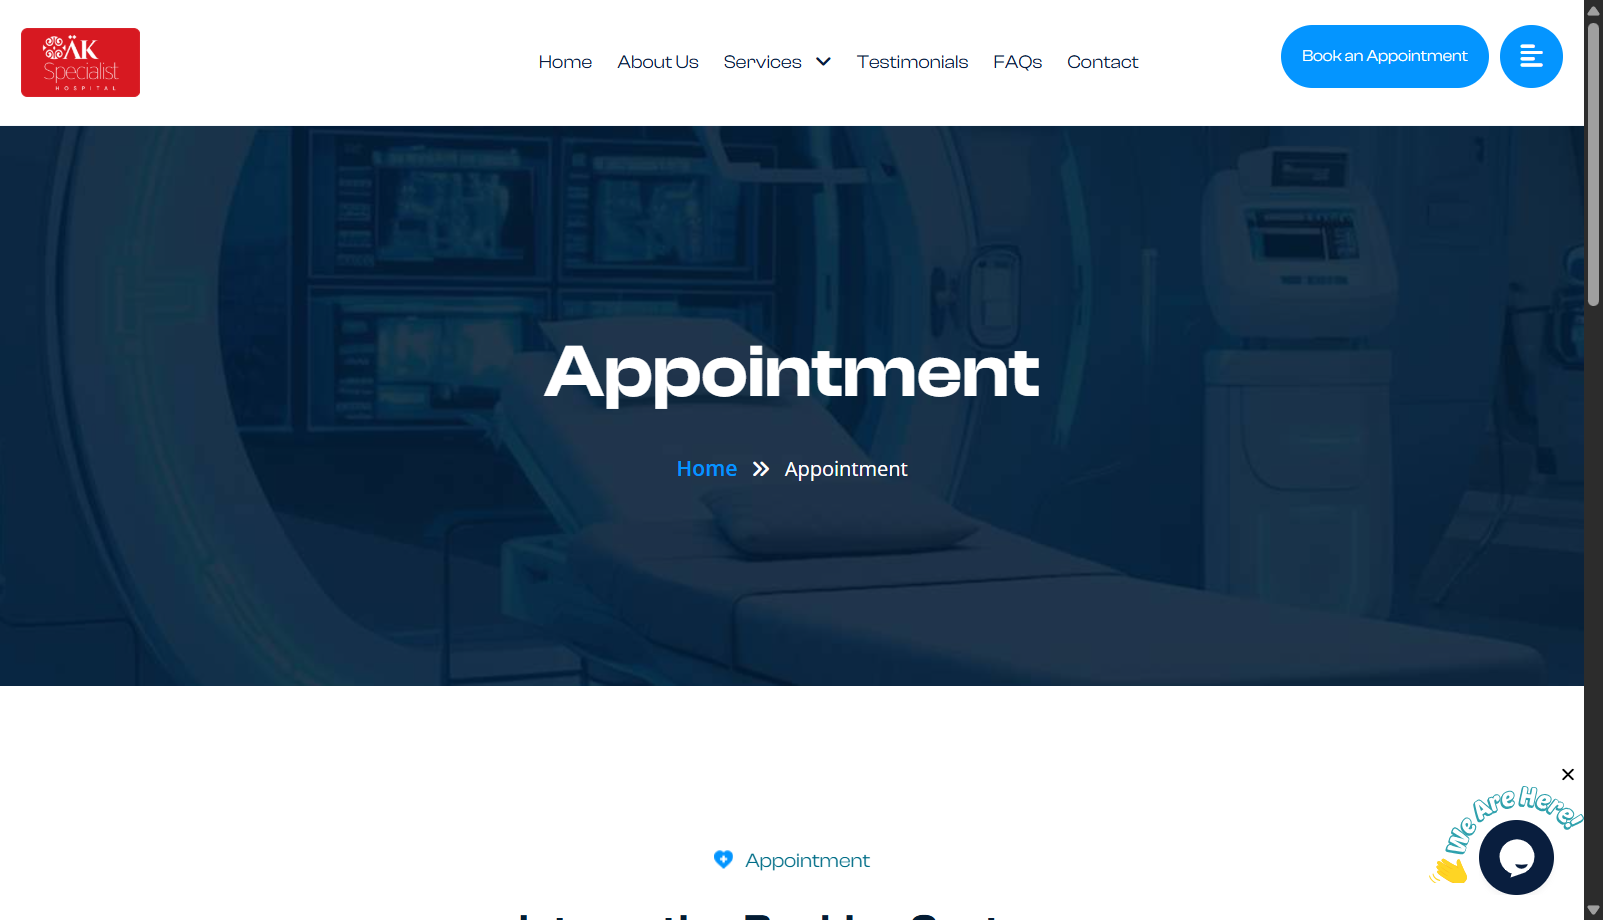 ÄK
Specialist
HOSPITAL
Home
About Us
Services
Testimonials
FAQs
Contact
Book an Appointment
Appointment
Home » Appointment
We Are Here!
Appointment